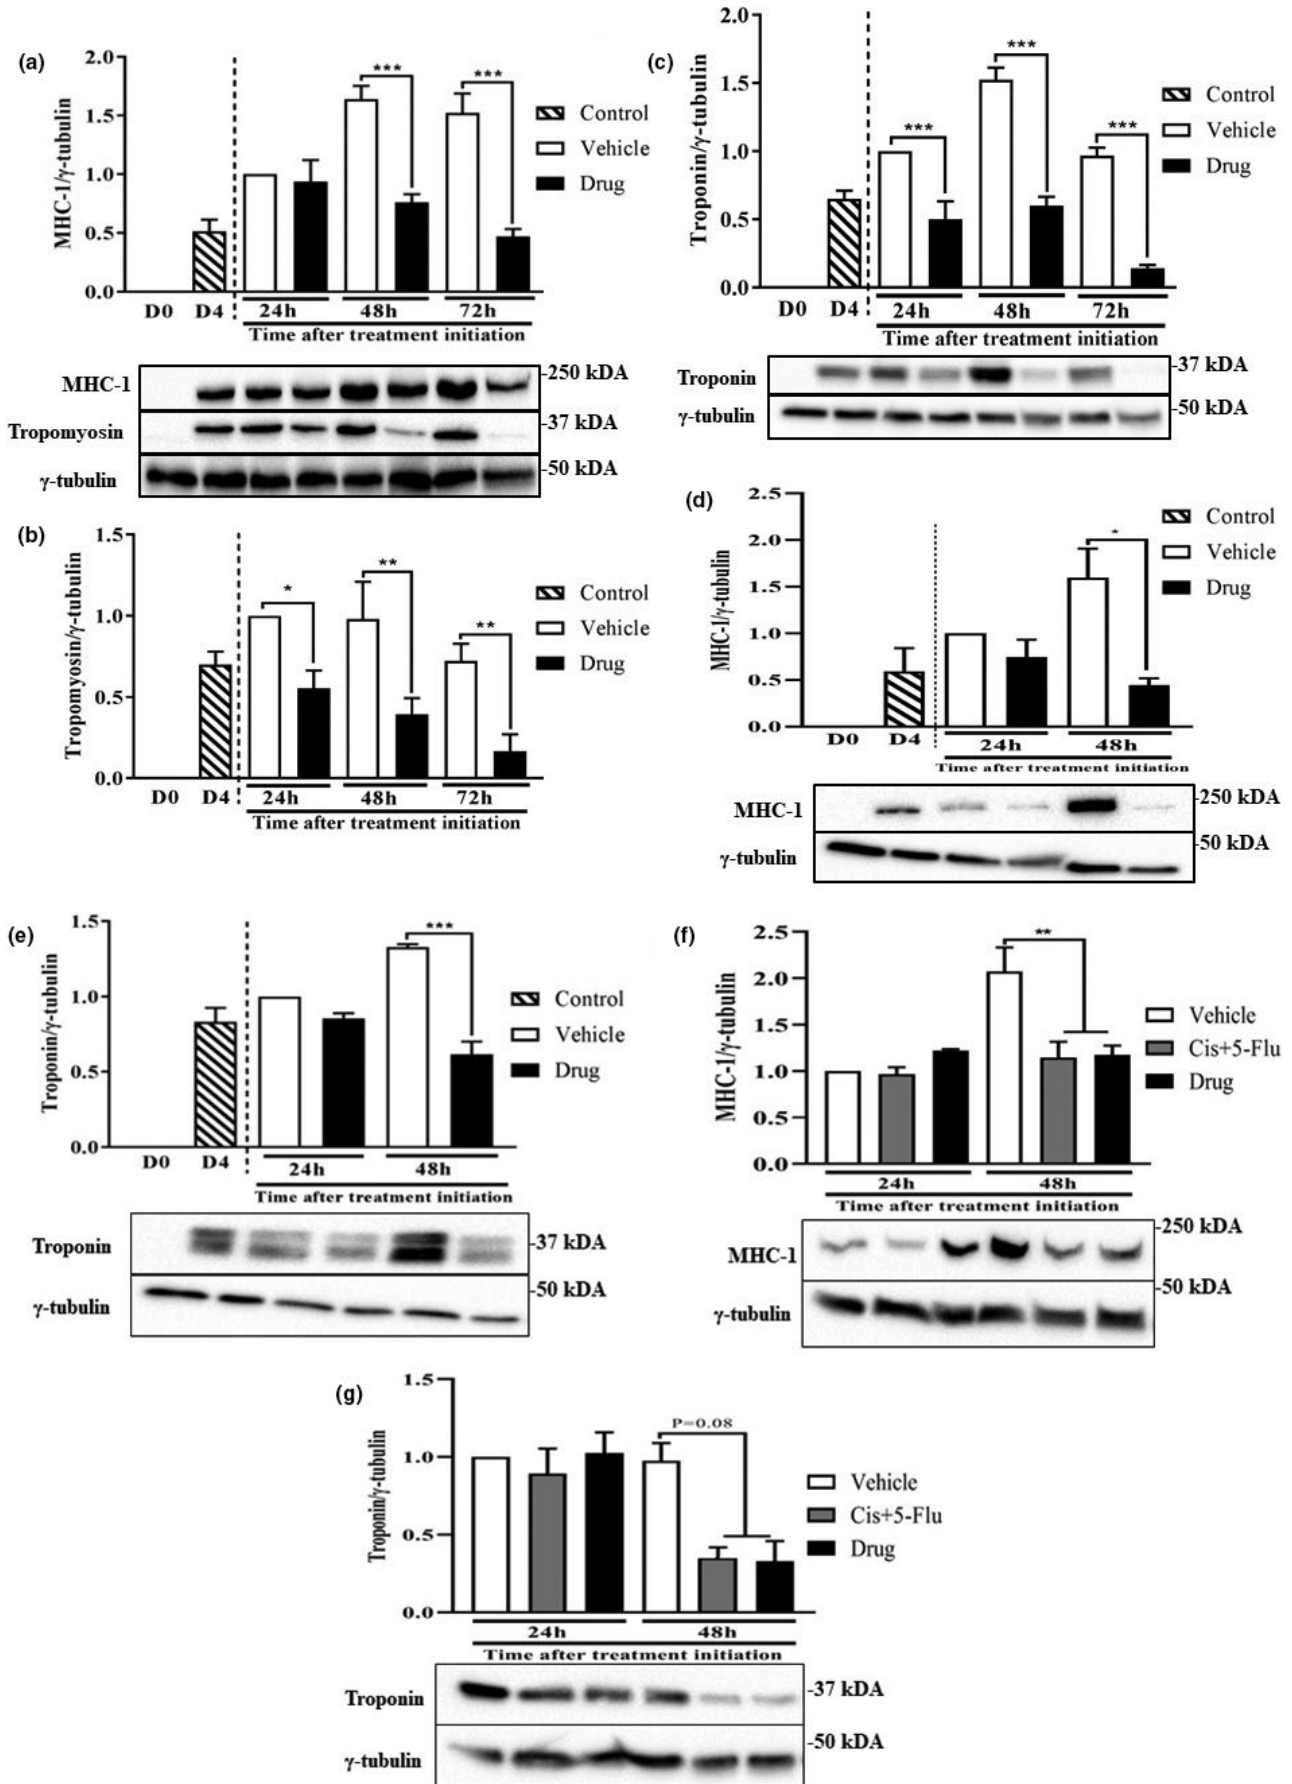 (a)
MHC-1/γ-tubulin
2.0
1.5
1.0
0.5
0.0
***
***
Control
Vehicle
Drug
D0 D4 24h 48h 72h
Time after treatment initiation
MHC-1 -250 kDA
Tropomyosin -37 kDA
γ-tubulin -50 kDA
(c)
Troponin/γ-tubulin
2.0
1.5
1.0
0.5
0.0
***
***
***
Control
Vehicle
Drug
D0 D4 24h 48h 72h
Time after treatment initiation
Troponin -37 kDA
γ-tubulin -50 kDA
(b)
Tropomyosin/γ-tubulin
1.5
1.0
0.5
0.0
*
**
**
Control
Vehicle
Drug
D0 D4 24h 48h 72h
Time after treatment initiation
(d)
MHC-1/γ-tubulin
2.5
2.0
1.5
1.0
0.5
0.0
*
Control
Vehicle
Drug
D0 D4 24h 48h
Time after treatment initiation
MHC-1 -250 kDA
γ-tubulin -50 kDA
(e)
Troponin/γ-tubulin
1.5
1.0
0.5
0.0
***
Control
Vehicle
Drug
D0 D4 24h 48h
Time after treatment initiation
Troponin -37 kDA
γ-tubulin -50 kDA
(f)
MHC-1/γ-tubulin
2.5
2.0
1.5
1.0
0.5
0.0
**
Vehicle
Cis+5-Flu
Drug
24h 48h
Time after treatment initiation
MHC-1 -250 kDA
γ-tubulin -50 kDA
(g)
Troponin/γ-tubulin
1.5
1.0
0.5
0.0
P=0.08
Vehicle
Cis+5-Flu
Drug
24h 48h
Time after treatment initiation
Troponin -37 kDA
γ-tubulin -50 kDA